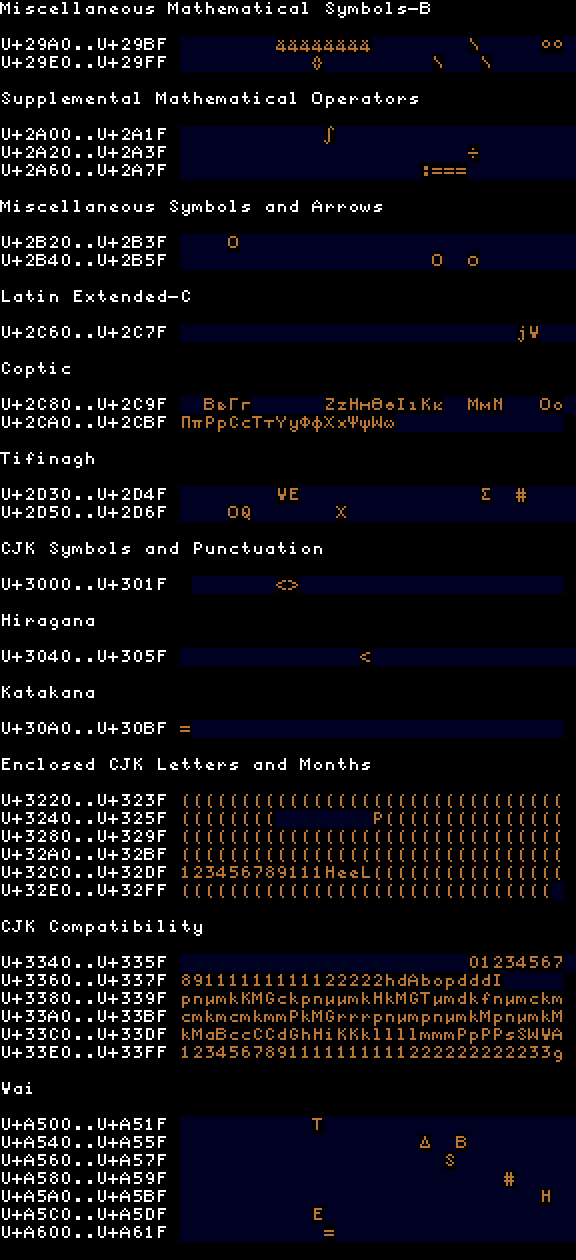 Miscellaneous Mathematical Symbols-B
U+29A0..U+29BF ääääääää \ oo
U+29E0..U+29FF ◊ \ \
Supplemental Mathematical Operators
U+2A00..U+2A1F ∫
U+2A20..U+2A3F ÷
U+2A60..U+2A7F :===
Miscellaneous Symbols and Arrows
U+2B20..U+2B3F O
U+2B40..U+2B5F O o
Latin Extended-C
U+2C60..U+2C7F jV
Coptic
U+2C80..U+2C9F BвΓг ZzHнΘѳIıKк MмN Oo
U+2CA0..U+2CBF ΠπPpCcTтYyΦφXxΨψWω
Tifinagh
U+2D30..U+2D4F VE Σ #
U+2D50..U+2D6F OQ X
CJK Symbols and Punctuation
U+3000..U+301F <>
Hiragana
U+3040..U+305F <
Katakana
U+30A0..U+30BF =
Enclosed CJK Letters and Months
U+3220..U+323F ((((((((((((((((((((((((((((((((
U+3240..U+325F (((((((( P(((((((((((((((
U+3280..U+329F ((((((((((((((((((((((((((((((((
U+32A0..U+32BF ((((((((((((((((((((((((((((((((
U+32C0..U+32DF 123456789111HeeL((((((((((((((((
U+32E0..U+32FF (((((((((((((((((((((((((((((((
CJK Compatibility
U+3340..U+335F 01234567
U+3360..U+337F 89111111111122222hdAbopdddI
U+3380..U+339F pnµmkKMGckpnµµmkHkMGTµmdkfnµmckm
U+33A0..U+33BF cmkmcmkmmPkMGrrrpnµmpnµmkMpnµmkM
U+33C0..U+33DF kMaBccCCdGhHiKKkllllmmmPpPPsSWVA
U+33E0..U+33FF 1234567891111111111222222222233g
Vai
U+A500..U+A51F T
U+A540..U+A55F Δ B
U+A560..U+A57F S
U+A580..U+A59F #
U+A5A0..U+A5BF H
U+A5C0..U+A5DF E
U+A600..U+A61F =